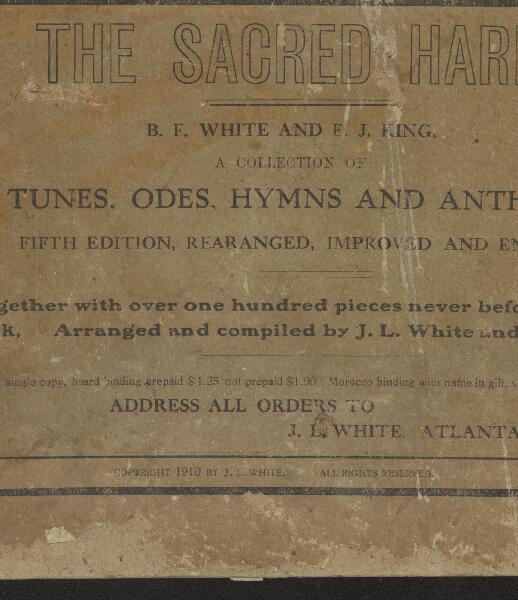 THE SACRED HAR
B. F. WHITE AND E. J. KING.
A COLLECTION OF
TUNES, ODES, HYMNS AND ANTH
FIFTH EDITION, REARANGED, IMPROVED AND EN
gether with over one hundred pieces never befo
k, Arranged and compiled by J. L. White and
single copy, board binding prepaid $1.25 not prepaid $1.00 Morocco binding with name in gilt, s
ADDRESS ALL ORDERS TO
J. L. WHITE, ATLANTA
COPYRIGHT 1910 BY J. L. WHITE. ALL RIGHTS RESERVED.